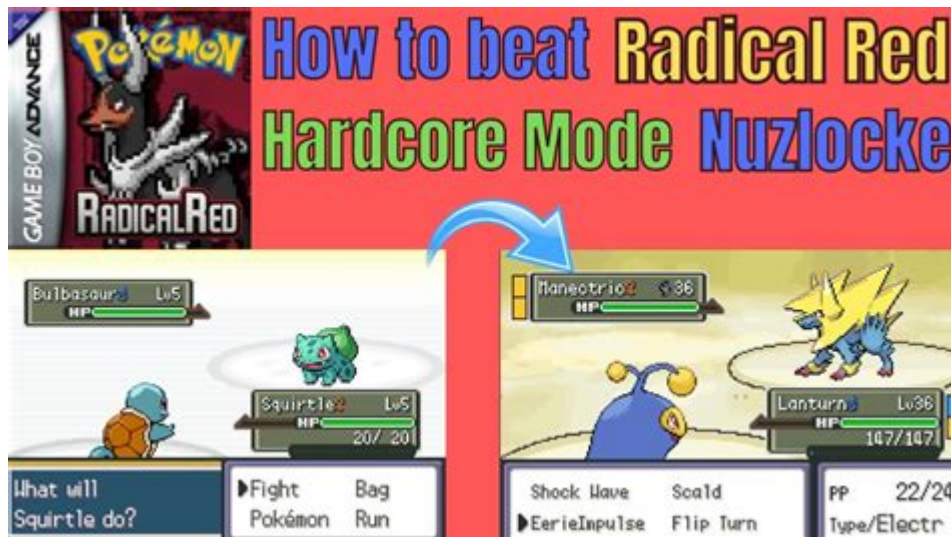 GAME BOY ADVANCE
POKéMON
RADICAL RED
How to beat Radical Red
Hardcore Mode Nuzlocke
Bulbasaur♂ Lv5
HP
Squirtle♀ Lv5
HP
20/ 20
What will
Squirtle do?
▶Fight Bag
Pokémon Run
Manectric♀ 36
HP
Lanturn♂ Lv36
HP
147/147
Shock Wave Scald
▶EerieImpulse Flip Turn
PP 22/24
Type/Electr